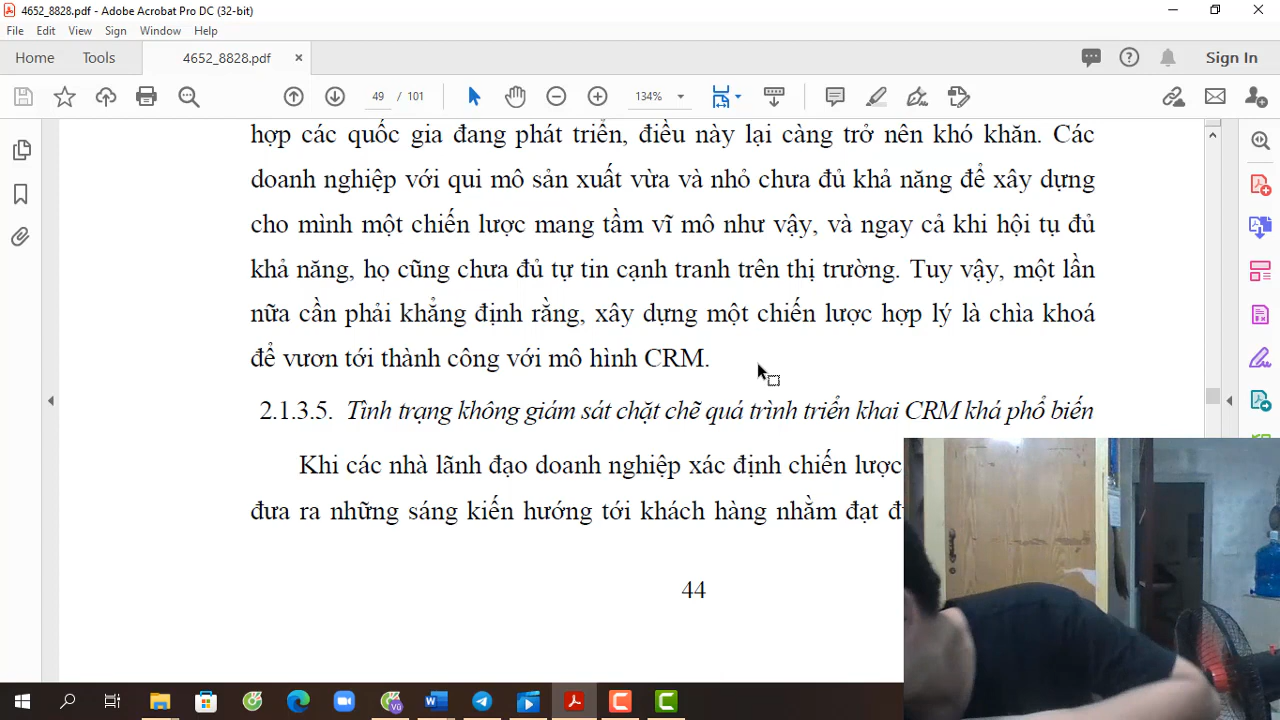 4652_8828.pdf - Adobe Acrobat Pro DC (32-bit)
File Edit View Sign Window Help
Home Tools 4652_8828.pdf Sign In
49 / 101 134%
hợp các quốc gia đang phát triển, điều này lại càng trở nên khó khăn. Các
doanh nghiệp với qui mô sản xuất vừa và nhỏ chưa đủ khả năng để xây dựng
cho mình một chiến lược mang tầm vĩ mô như vậy, và ngay cả khi hội tụ đủ
khả năng, họ cũng chưa đủ tự tin cạnh tranh trên thị trường. Tuy vậy, một lần
nữa cần phải khẳng định rằng, xây dựng một chiến lược hợp lý là chìa khoá
để vươn tới thành công với mô hình CRM.
2.1.3.5. Tình trạng không giám sát chặt chẽ quá trình triển khai CRM khá phổ biến
Khi các nhà lãnh đạo doanh nghiệp xác định chiến lược
đưa ra những sáng kiến hướng tới khách hàng nhằm đạt
44